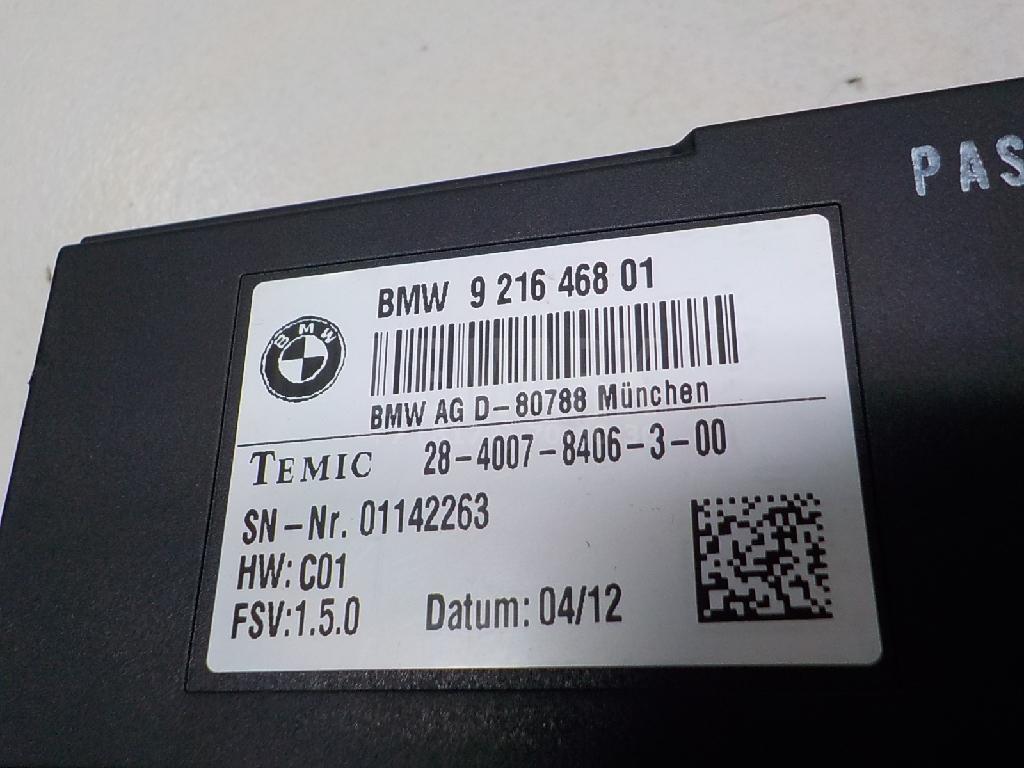 PAS
BMW 9 216 468 01
BMW
BMW AG D-80788 München
TEMIC 28-4007-8406-3-00
SN-Nr. 01142263
HW: C01
FSV:1.5.0 Datum: 04/12